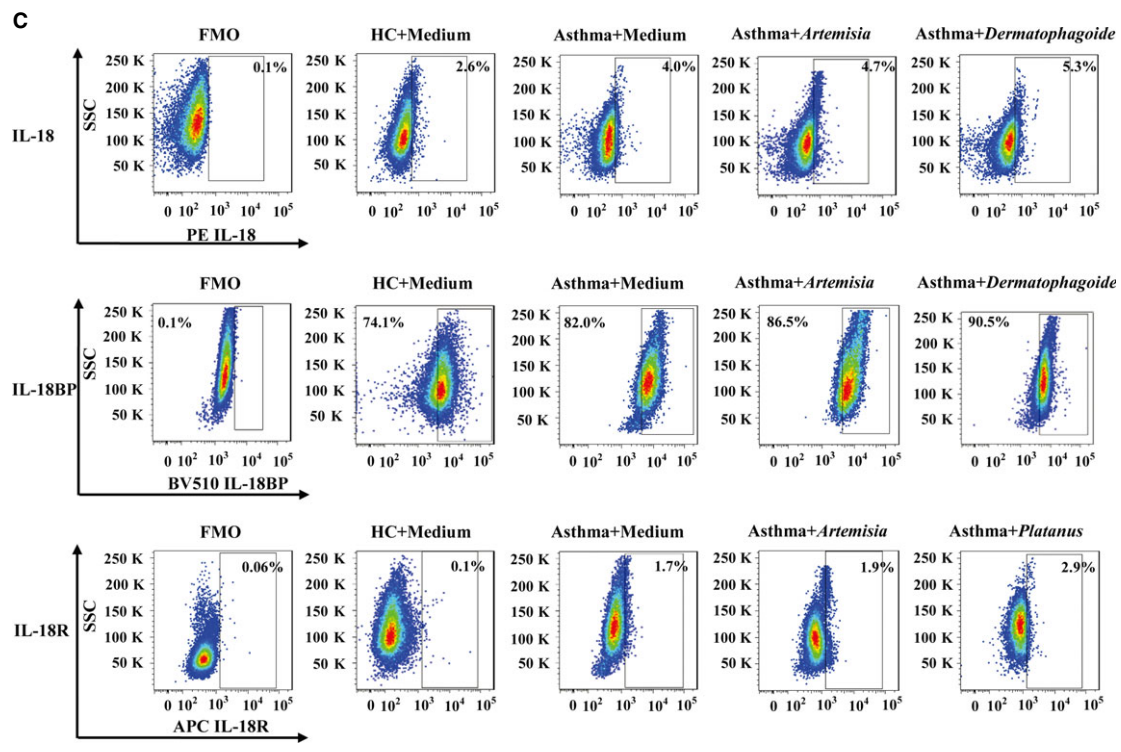 C
FMO HC+Medium Asthma+Medium Asthma+Artemisia Asthma+Dermatophagoide
IL-18
SSC
250 K 250 K 250 K 250 K 250 K
0.1% 2.6% 4.0% 4.7% 5.3%
200 K 200 K 200 K 200 K 200 K
150 K 150 K 150 K 150 K 150 K
100 K 100 K 100 K 100 K 100 K
50 K 50 K 50 K 50 K 50 K
0 10² 10³ 10⁴ 10⁵ 0 10² 10³ 10⁴ 10⁵ 0 10² 10³ 10⁴ 10⁵ 0 10² 10³ 10⁴ 10⁵ 0 10² 10³ 10⁴ 10⁵
PE IL-18
FMO HC+Medium Asthma+Medium Asthma+Artemisia Asthma+Dermatophagoide
IL-18BP
SSC
250 K 250 K 250 K 250 K 250 K
0.1% 74.1% 82.0% 86.5% 90.5%
200 K 200 K 200 K 200 K 200 K
150 K 150 K 150 K 150 K 150 K
100 K 100 K 100 K 100 K 100 K
50 K 50 K 50 K 50 K 50 K
0 10² 10³ 10⁴ 10⁵ 0 10² 10³ 10⁴ 10⁵ 0 10² 10³ 10⁴ 10⁵ 0 10² 10³ 10⁴ 10⁵ 0 10² 10³ 10⁴ 10⁵
BV510 IL-18BP
FMO HC+Medium Asthma+Medium Asthma+Artemisia Asthma+Platanus
IL-18R
SSC
250 K 250 K 250 K 250 K 250 K
0.06% 0.1% 1.7% 1.9% 2.9%
200 K 200 K 200 K 200 K 200 K
150 K 150 K 150 K 150 K 150 K
100 K 100 K 100 K 100 K 100 K
50 K 50 K 50 K 50 K 50 K
0 10² 10³ 10⁴ 10⁵ 0 10² 10³ 10⁴ 10⁵ 0 10² 10³ 10⁴ 10⁵ 0 10² 10³ 10⁴ 10⁵ 0 10² 10³ 10⁴ 10⁵
APC IL-18R